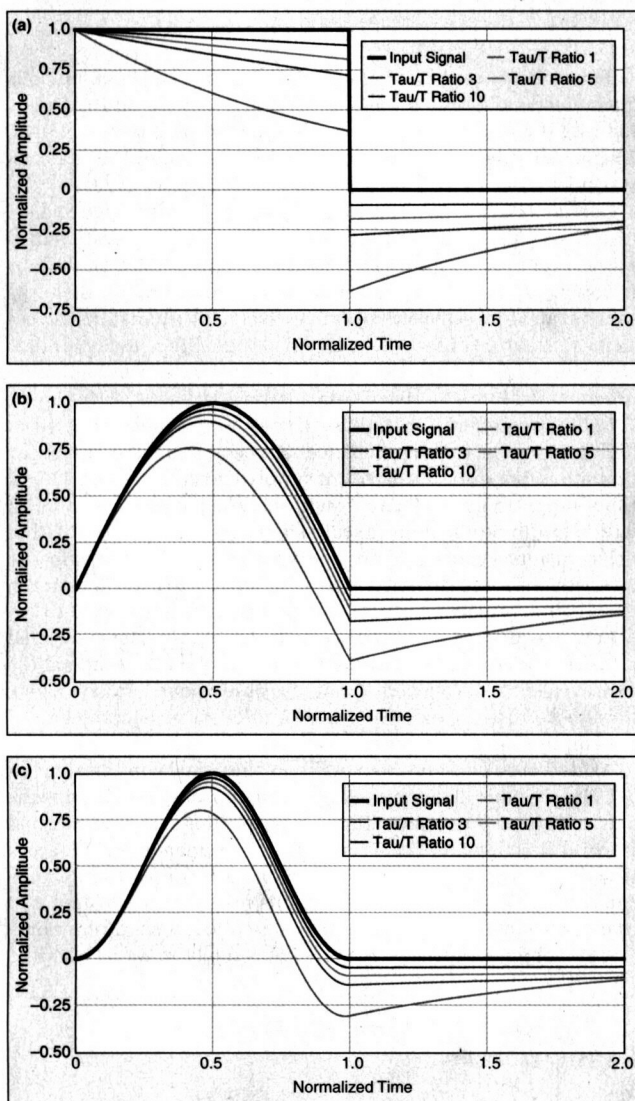 (a)
1.0
0.75
0.50
0.25
0
−0.25
−0.50
−0.75
Normalized Amplitude
Input Signal
Tau/T Ratio 1
Tau/T Ratio 3
Tau/T Ratio 5
Tau/T Ratio 10
0
0.5
1.0
1.5
2.0
Normalized Time
(b)
1.0
0.75
0.50
0.25
0
−0.25
−0.50
Normalized Amplitude
Input Signal
Tau/T Ratio 1
Tau/T Ratio 3
Tau/T Ratio 5
Tau/T Ratio 10
0
0.5
1.0
1.5
2.0
Normalized Time
(c)
1.0
0.75
0.50
0.25
0
−0.25
−0.50
Normalized Amplitude
Input Signal
Tau/T Ratio 1
Tau/T Ratio 3
Tau/T Ratio 5
Tau/T Ratio 10
0
0.5
1.0
1.5
2.0
Normalized Time